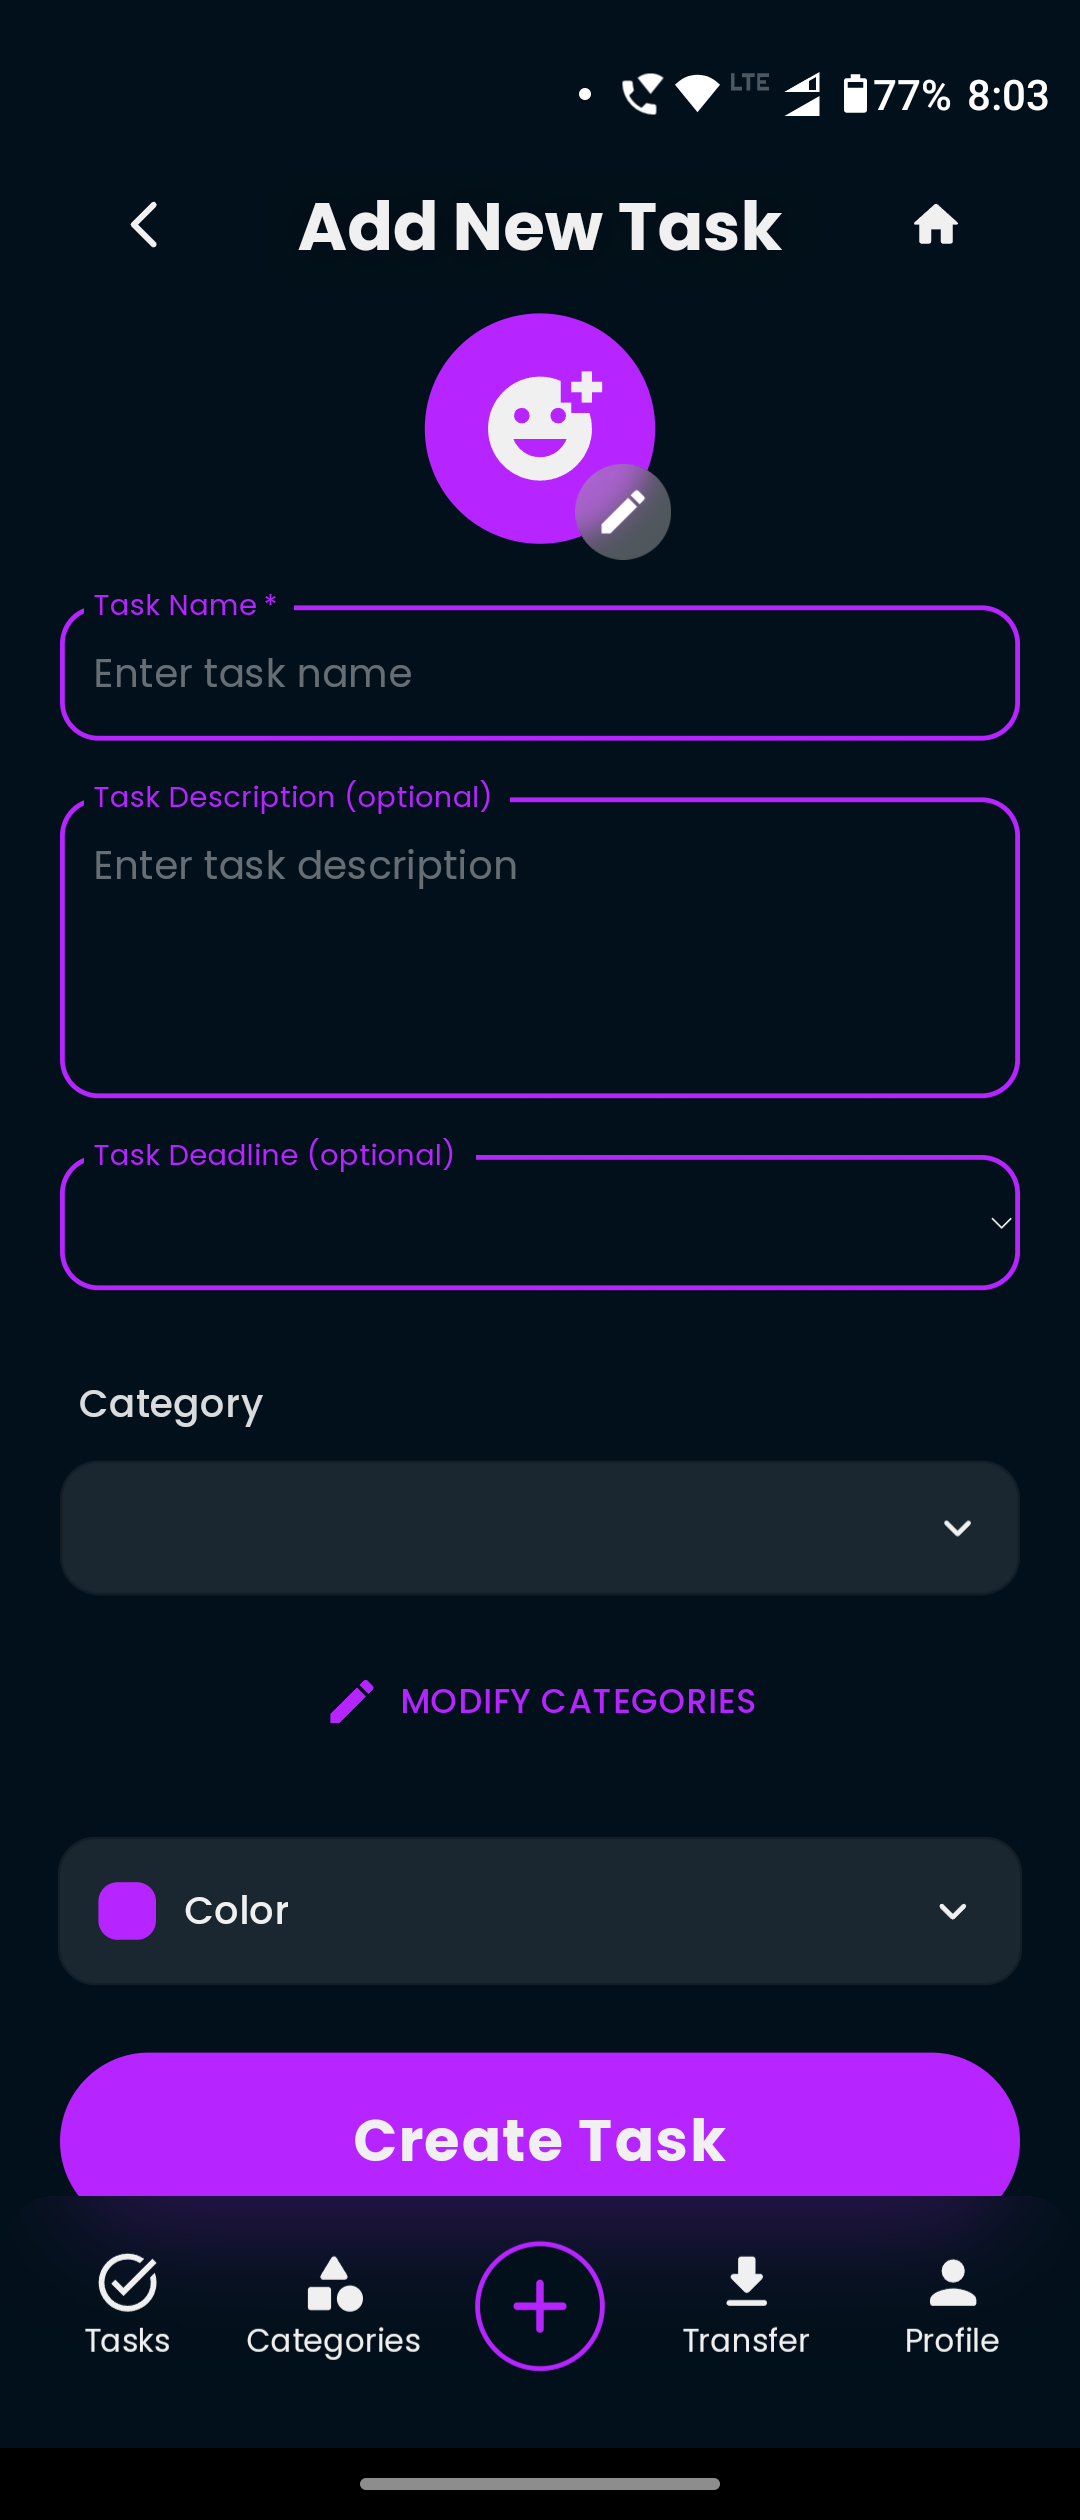 LTE 77% 8:03
Add New Task
Task Name *
Enter task name
Task Description (optional)
Enter task description
Task Deadline (optional)
Category
MODIFY CATEGORIES
Color
Create Task
Tasks Categories Transfer Profile